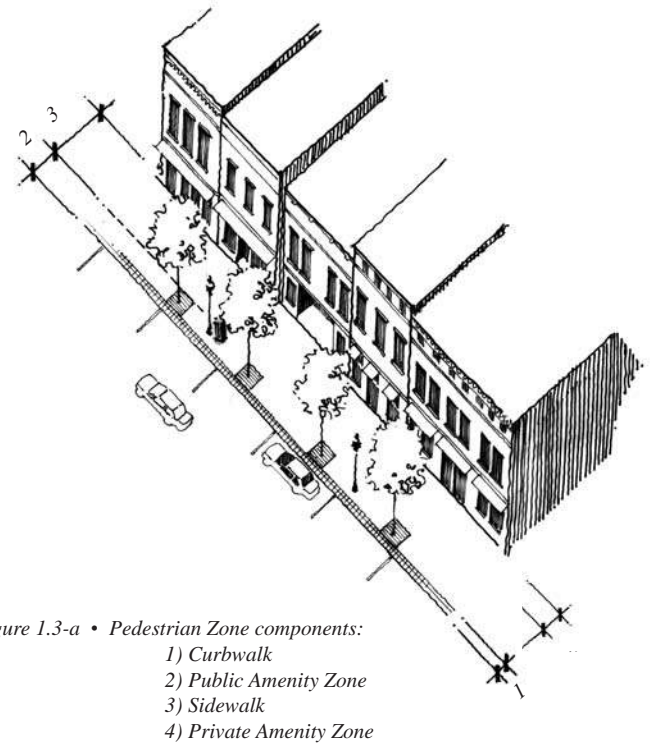 2 3
gure 1.3-a • Pedestrian Zone components:
1) Curbwalk
2) Public Amenity Zone
3) Sidewalk
4) Private Amenity Zone
1